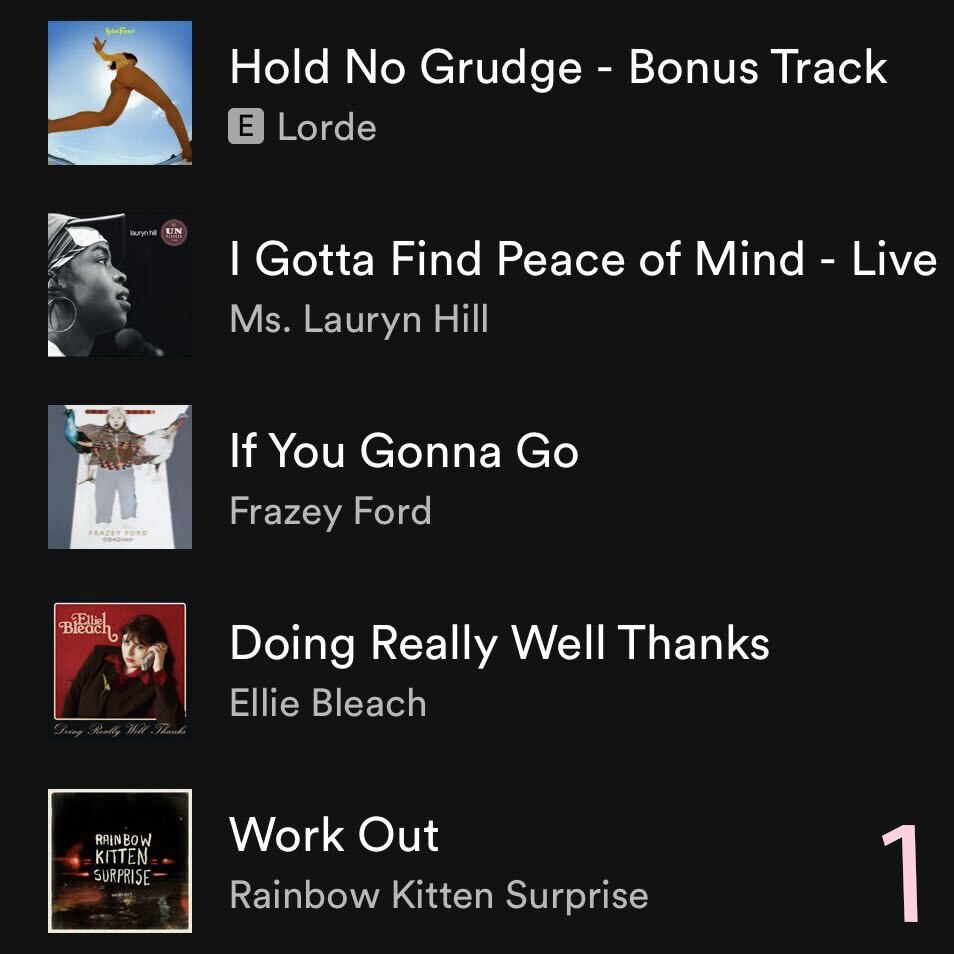 Solar Power
Hold No Grudge - Bonus Track
E Lorde
lauryn hill
UN
I Gotta Find Peace of Mind - Live
Ms. Lauryn Hill
If You Gonna Go
Frazey Ford
FRAZEY FORD
OBADIAH
Ellie
Bleach
Doing Really Well Thanks
Ellie Bleach
Doing Really Well Thanks
RAINBOW
KITTEN
SURPRISE
WORK OUT
Work Out
Rainbow Kitten Surprise
1